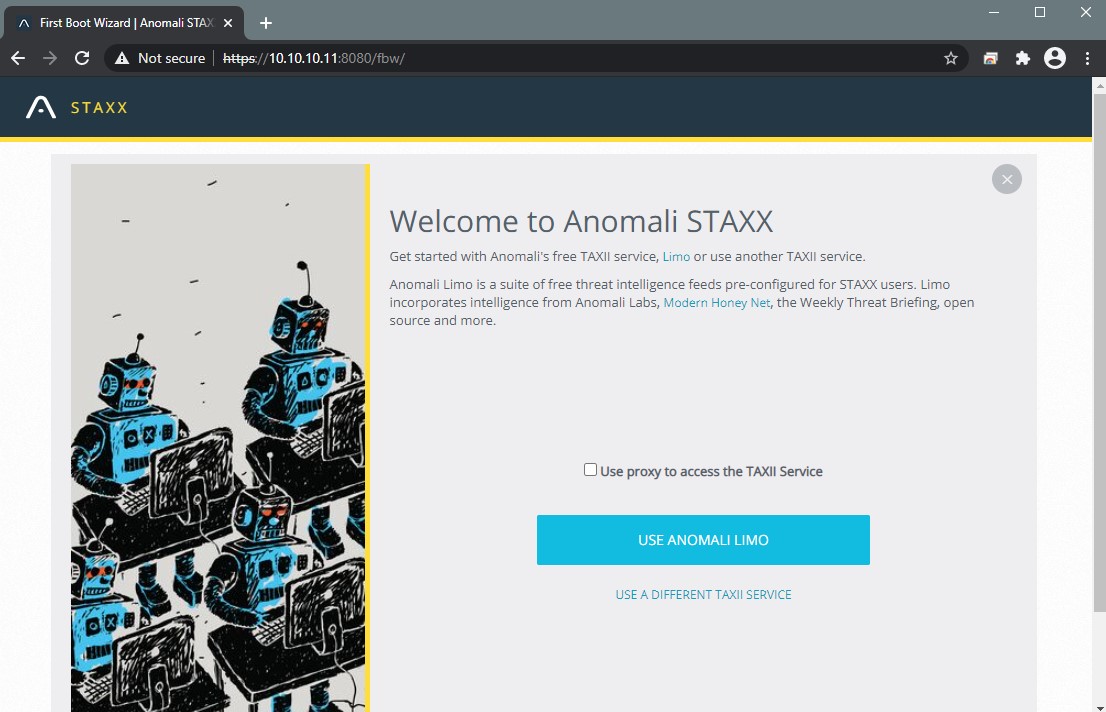 First Boot Wizard | Anomali STAX
Not secure | https://10.10.10.11:8080/fbw/
STAXX
Welcome to Anomali STAXX
Get started with Anomali's free TAXII service, Limo or use another TAXII service.
Anomali Limo is a suite of free threat intelligence feeds pre-configured for STAXX users. Limo
incorporates intelligence from Anomali Labs, Modern Honey Net, the Weekly Threat Briefing, open
source and more.
Use proxy to access the TAXII Service
USE ANOMALI LIMO
USE A DIFFERENT TAXII SERVICE